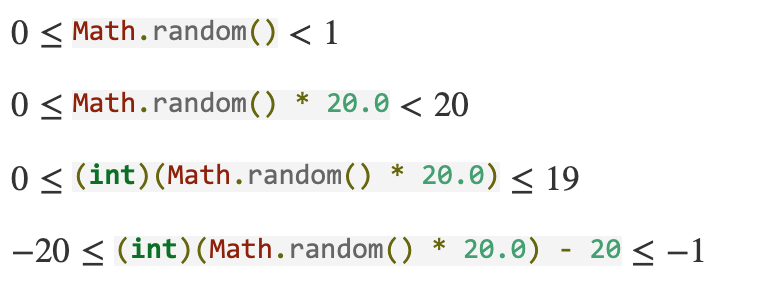 0 ≤ Math.random() < 1
0 ≤ Math.random() * 20.0 < 20
0 ≤ (int)(Math.random() * 20.0) ≤ 19
−20 ≤ (int)(Math.random() * 20.0) - 20 ≤ −1